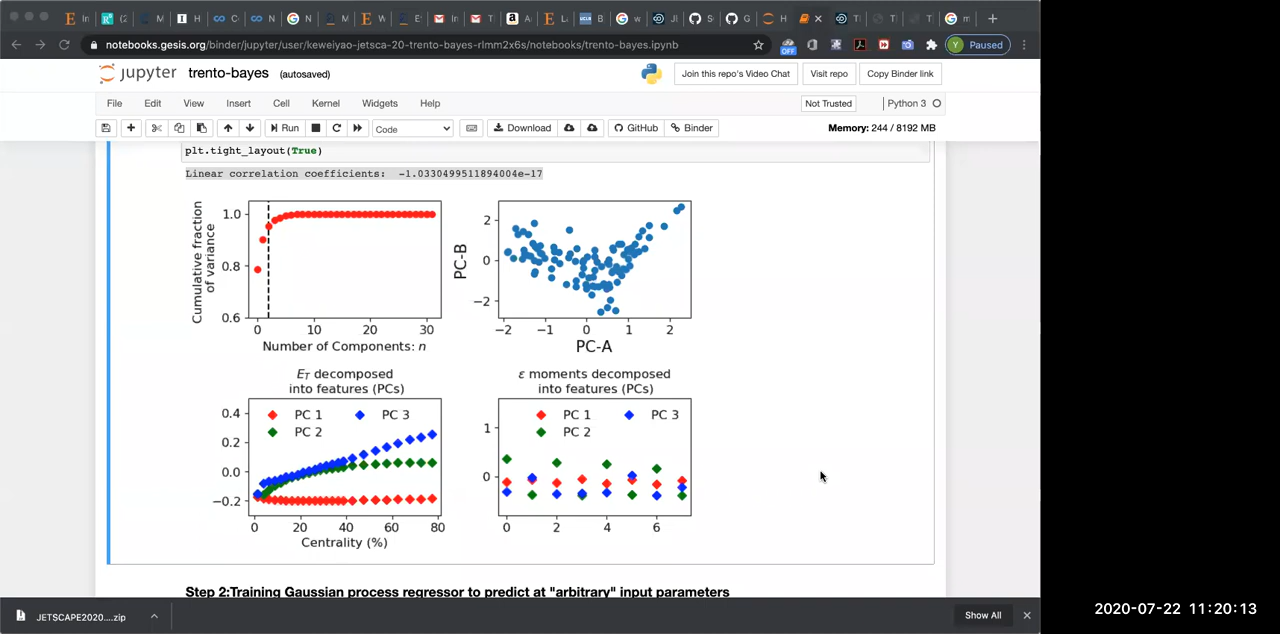 In
(2
M
H
C
N
N
M
W
E
In
T
A
L
B
w
Ji
S
G
H
T
T
T
m
notebooks.gesis.org/binder/jupyter/user/keweiyao-jetsca-20-trento-bayes-rlmm2x6s/notebooks/trento-bayes.ipynb
OFF
Y Paused
jupyter trento-bayes (autosaved)
Join this repo's Video Chat
Visit repo
Copy Binder link
File Edit View Insert Cell Kernel Widgets Help
Not Trusted
Python 3
Run
Code
Download
GitHub
Binder
Memory: 244 / 8192 MB
plt.tight_layout(True)
Linear correlation coefficients: -1.0330499511894004e-17
Cumulative fraction
of variance
1.0
0.8
0.6
0 10 20 30
Number of Components: n
PC-B
2
0
−2
−2 −1 0 1 2
PC-A
E_T decomposed
into features (PCs)
PC 1 PC 3
PC 2
0.4
0.2
0.0
−0.2
0 20 40 60 80
Centrality (%)
ε moments decomposed
into features (PCs)
PC 1 PC 3
PC 2
1
0
0 2 4 6
Step 2:Training Gaussian process regressor to predict at "arbitrary" input parameters
JETSCAPE2020....zip
Show All
2020-07-22 11:20:13